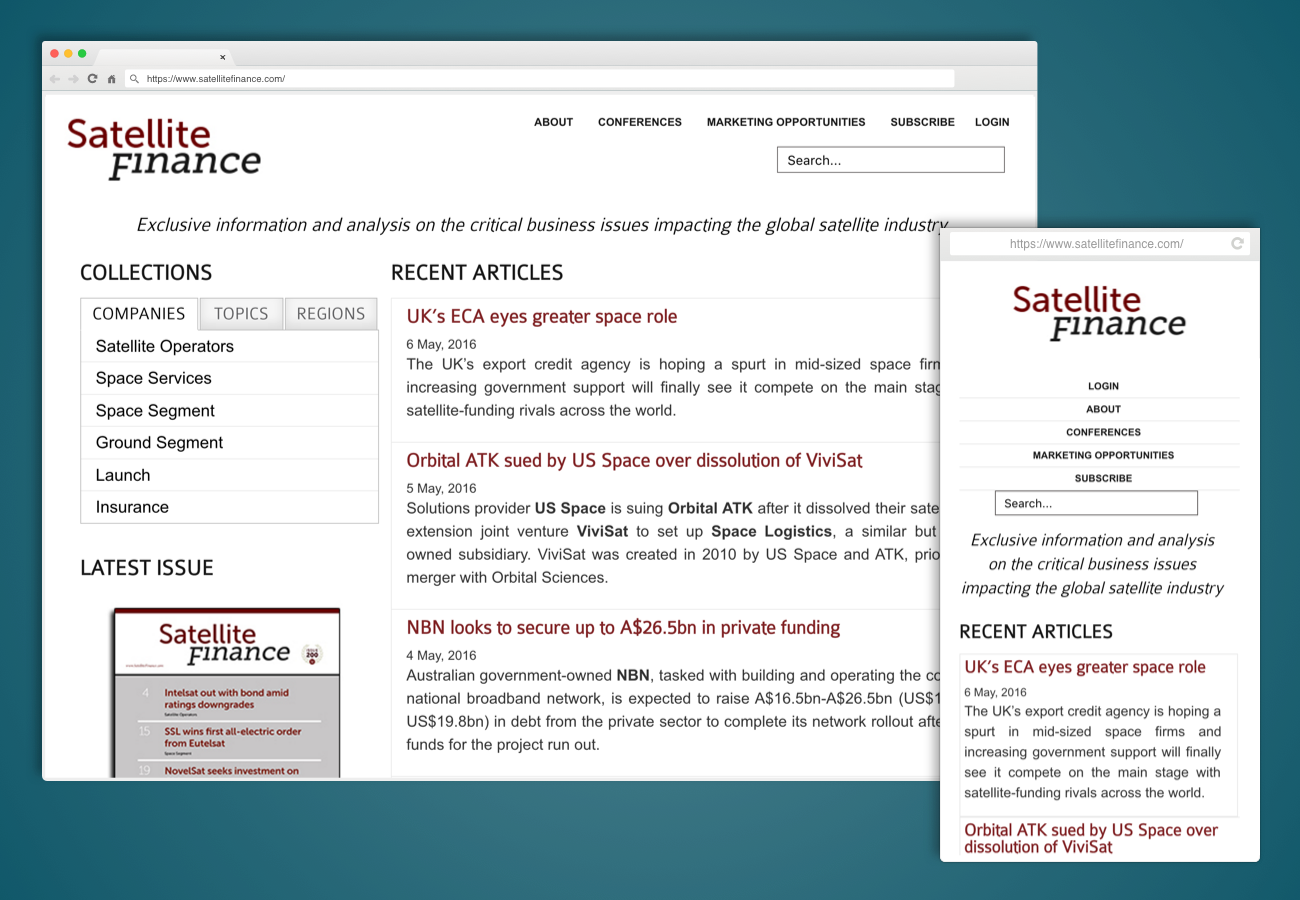 https://www.satellitefinance.com/
Satellite
Finance
ABOUT CONFERENCES MARKETING OPPORTUNITIES SUBSCRIBE LOGIN
Search...
Exclusive information and analysis on the critical business issues impacting the global satellite industry
COLLECTIONS
COMPANIES TOPICS REGIONS
Satellite Operators
Space Services
Space Segment
Ground Segment
Launch
Insurance
LATEST ISSUE
Satellite
Finance
ISSUE
200
www.satellitefinance.com
4 Intelsat out with bond amid
ratings downgrades
Satellite Operators
15 SSL wins first all-electric order
from Eutelsat
Space Segment
19 NovelSat seeks investment on
RECENT ARTICLES
UK's ECA eyes greater space role
6 May, 2016
The UK's export credit agency is hoping a spurt in mid-sized space firm
increasing government support will finally see it compete on the main stag
satellite-funding rivals across the world.
Orbital ATK sued by US Space over dissolution of ViviSat
5 May, 2016
Solutions provider US Space is suing Orbital ATK after it dissolved their sate
extension joint venture ViviSat to set up Space Logistics, a similar but
owned subsidiary. ViviSat was created in 2010 by US Space and ATK, prio
merger with Orbital Sciences.
NBN looks to secure up to A$26.5bn in private funding
4 May, 2016
Australian government-owned NBN, tasked with building and operating the co
national broadband network, is expected to raise A$16.5bn-A$26.5bn (US$1
US$19.8bn) in debt from the private sector to complete its network rollout afte
funds for the project run out.
https://www.satellitefinance.com/
Satellite
Finance
LOGIN
ABOUT
CONFERENCES
MARKETING OPPORTUNITIES
SUBSCRIBE
Search...
Exclusive information and analysis
on the critical business issues
impacting the global satellite industry
RECENT ARTICLES
UK's ECA eyes greater space role
6 May, 2016
The UK's export credit agency is hoping a
spurt in mid-sized space firms and
increasing government support will finally
see it compete on the main stage with
satellite-funding rivals across the world.
Orbital ATK sued by US Space over
dissolution of ViviSat